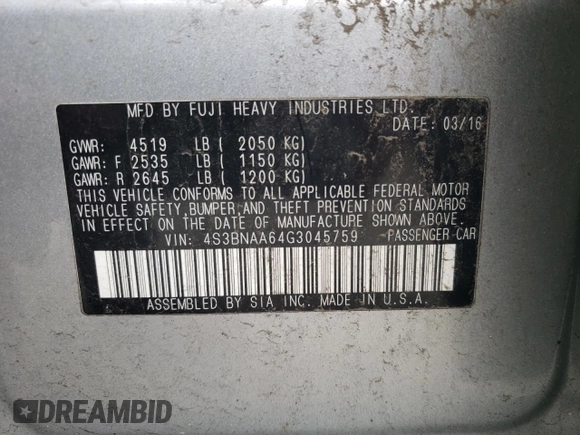 MFD BY FUJI HEAVY INDUSTRIES LTD.
DATE: 03/16
GVWR: 4519 LB ( 2050 KG)
GAWR: F 2535 LB ( 1150 KG)
GAWR: R 2645 LB ( 1200 KG)
THIS VEHICLE CONFORMS TO ALL APPLICABLE FEDERAL MOTOR
VEHICLE SAFETY, BUMPER, AND THEFT PREVENTION STANDARDS
IN EFFECT ON THE DATE OF MANUFACTURE SHOWN ABOVE.
VIN: 4S3BNAA64G3045759 PASSENGER CAR
ASSEMBLED BY SIA INC. MADE IN U.S.A.
DREAMBID